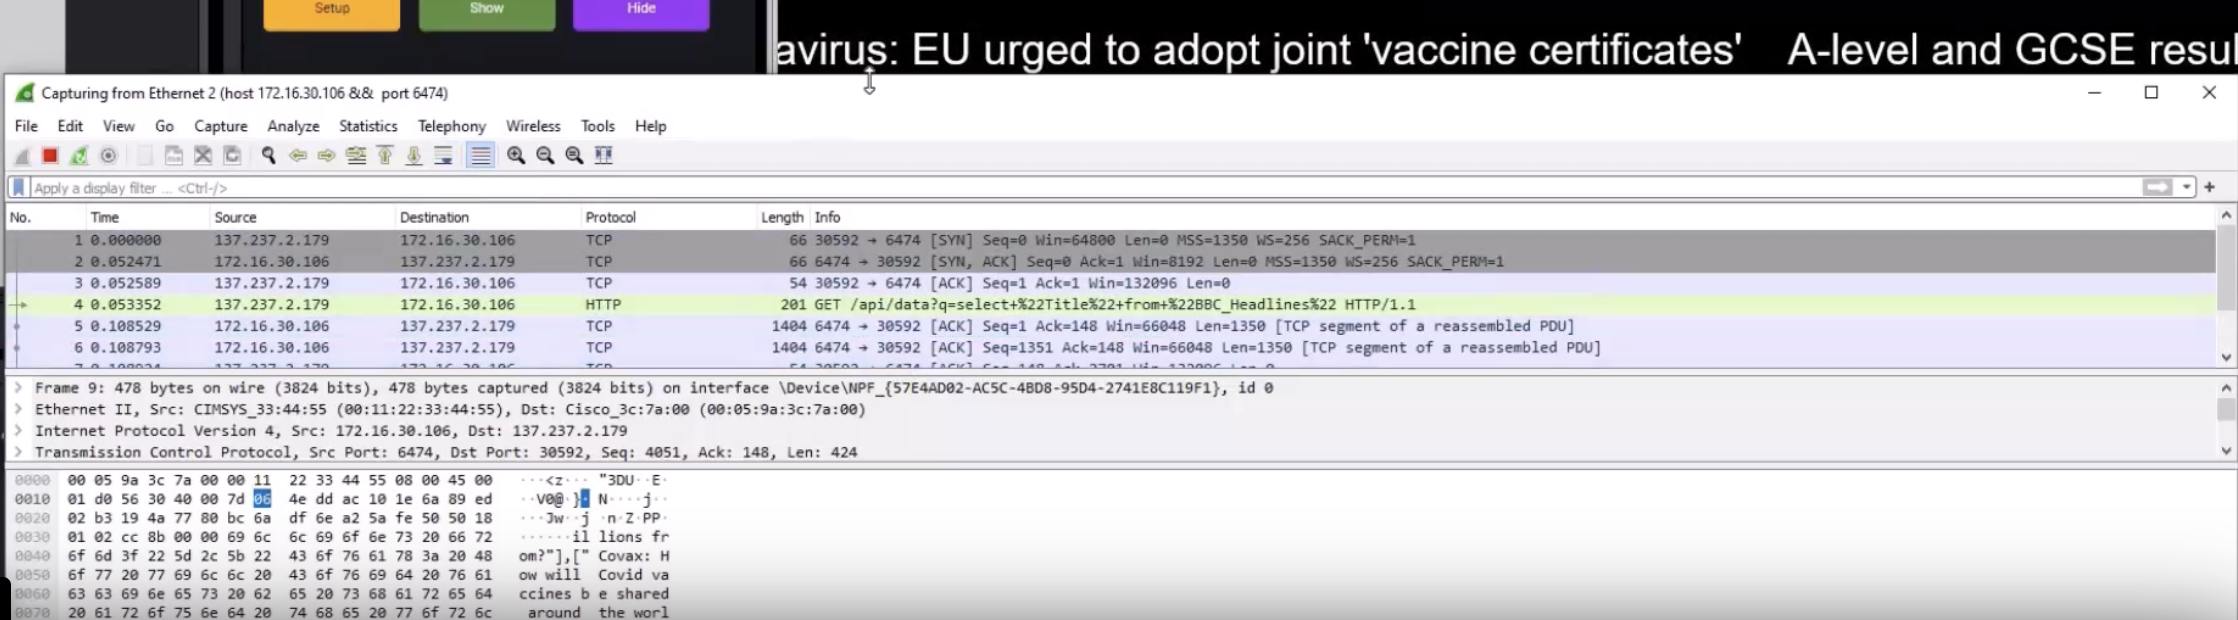 Setup Show Hide
avirus: EU urged to adopt joint 'vaccine certificates' A-level and GCSE resul
Capturing from Ethernet 2 (host 172.16.30.106 && port 6474)
File Edit View Go Capture Analyze Statistics Telephony Wireless Tools Help
Apply a display filter ... <Ctrl-/>
No. Time Source Destination Protocol Length Info
1 0.000000 137.237.2.179 172.16.30.106 TCP 66 30592 → 6474 [SYN] Seq=0 Win=64800 Len=0 MSS=1350 WS=256 SACK_PERM=1
2 0.052471 172.16.30.106 137.237.2.179 TCP 66 6474 → 30592 [SYN, ACK] Seq=0 Ack=1 Win=8192 Len=0 MSS=1350 WS=256 SACK_PERM=1
3 0.052589 137.237.2.179 172.16.30.106 TCP 54 30592 → 6474 [ACK] Seq=1 Ack=1 Win=132096 Len=0
4 0.053352 137.237.2.179 172.16.30.106 HTTP 201 GET /api/data?q=select+%22Title%22+from+%22BBC_Headlines%22 HTTP/1.1
5 0.108529 172.16.30.106 137.237.2.179 TCP 1404 6474 → 30592 [ACK] Seq=1 Ack=148 Win=66048 Len=1350 [TCP segment of a reassembled PDU]
6 0.108793 172.16.30.106 137.237.2.179 TCP 1404 6474 → 30592 [ACK] Seq=1351 Ack=148 Win=66048 Len=1350 [TCP segment of a reassembled PDU]
Frame 9: 478 bytes on wire (3824 bits), 478 bytes captured (3824 bits) on interface \Device\NPF_{57E4AD02-AC5C-4BD8-95D4-2741E8C119F1}, id 0
Ethernet II, Src: CIMSYS_33:44:55 (00:11:22:33:44:55), Dst: Cisco_3c:7a:00 (00:05:9a:3c:7a:00)
Internet Protocol Version 4, Src: 172.16.30.106, Dst: 137.237.2.179
Transmission Control Protocol, Src Port: 6474, Dst Port: 30592, Seq: 4051, Ack: 148, Len: 424
0000 00 05 9a 3c 7a 00 00 11 22 33 44 55 08 00 45 00 ···<z··· "3DU··E·
0010 01 d0 56 30 40 00 7d 06 4e dd ac 10 1e 6a 89 ed ··V0@·}· N····j··
0020 02 b3 19 4a 77 80 bc 6a df 6e a2 5a fe 50 50 18 ···Jw··j ·n·Z·PP·
0030 01 02 cc 8b 00 00 69 6c 6c 69 6f 6e 73 20 66 72 ······il lions fr
0040 6f 6d 3f 22 5d 2c 5b 22 43 6f 76 61 78 3a 20 48 om?"],[" Covax: H
0050 6f 77 20 77 69 6c 6c 20 43 6f 76 69 64 20 76 61 ow will Covid va
0060 63 63 69 6e 65 73 20 62 65 20 73 68 61 72 65 64 ccines b e shared
0070 20 61 72 6f 75 6e 64 20 74 68 65 20 77 6f 72 6c around the worl